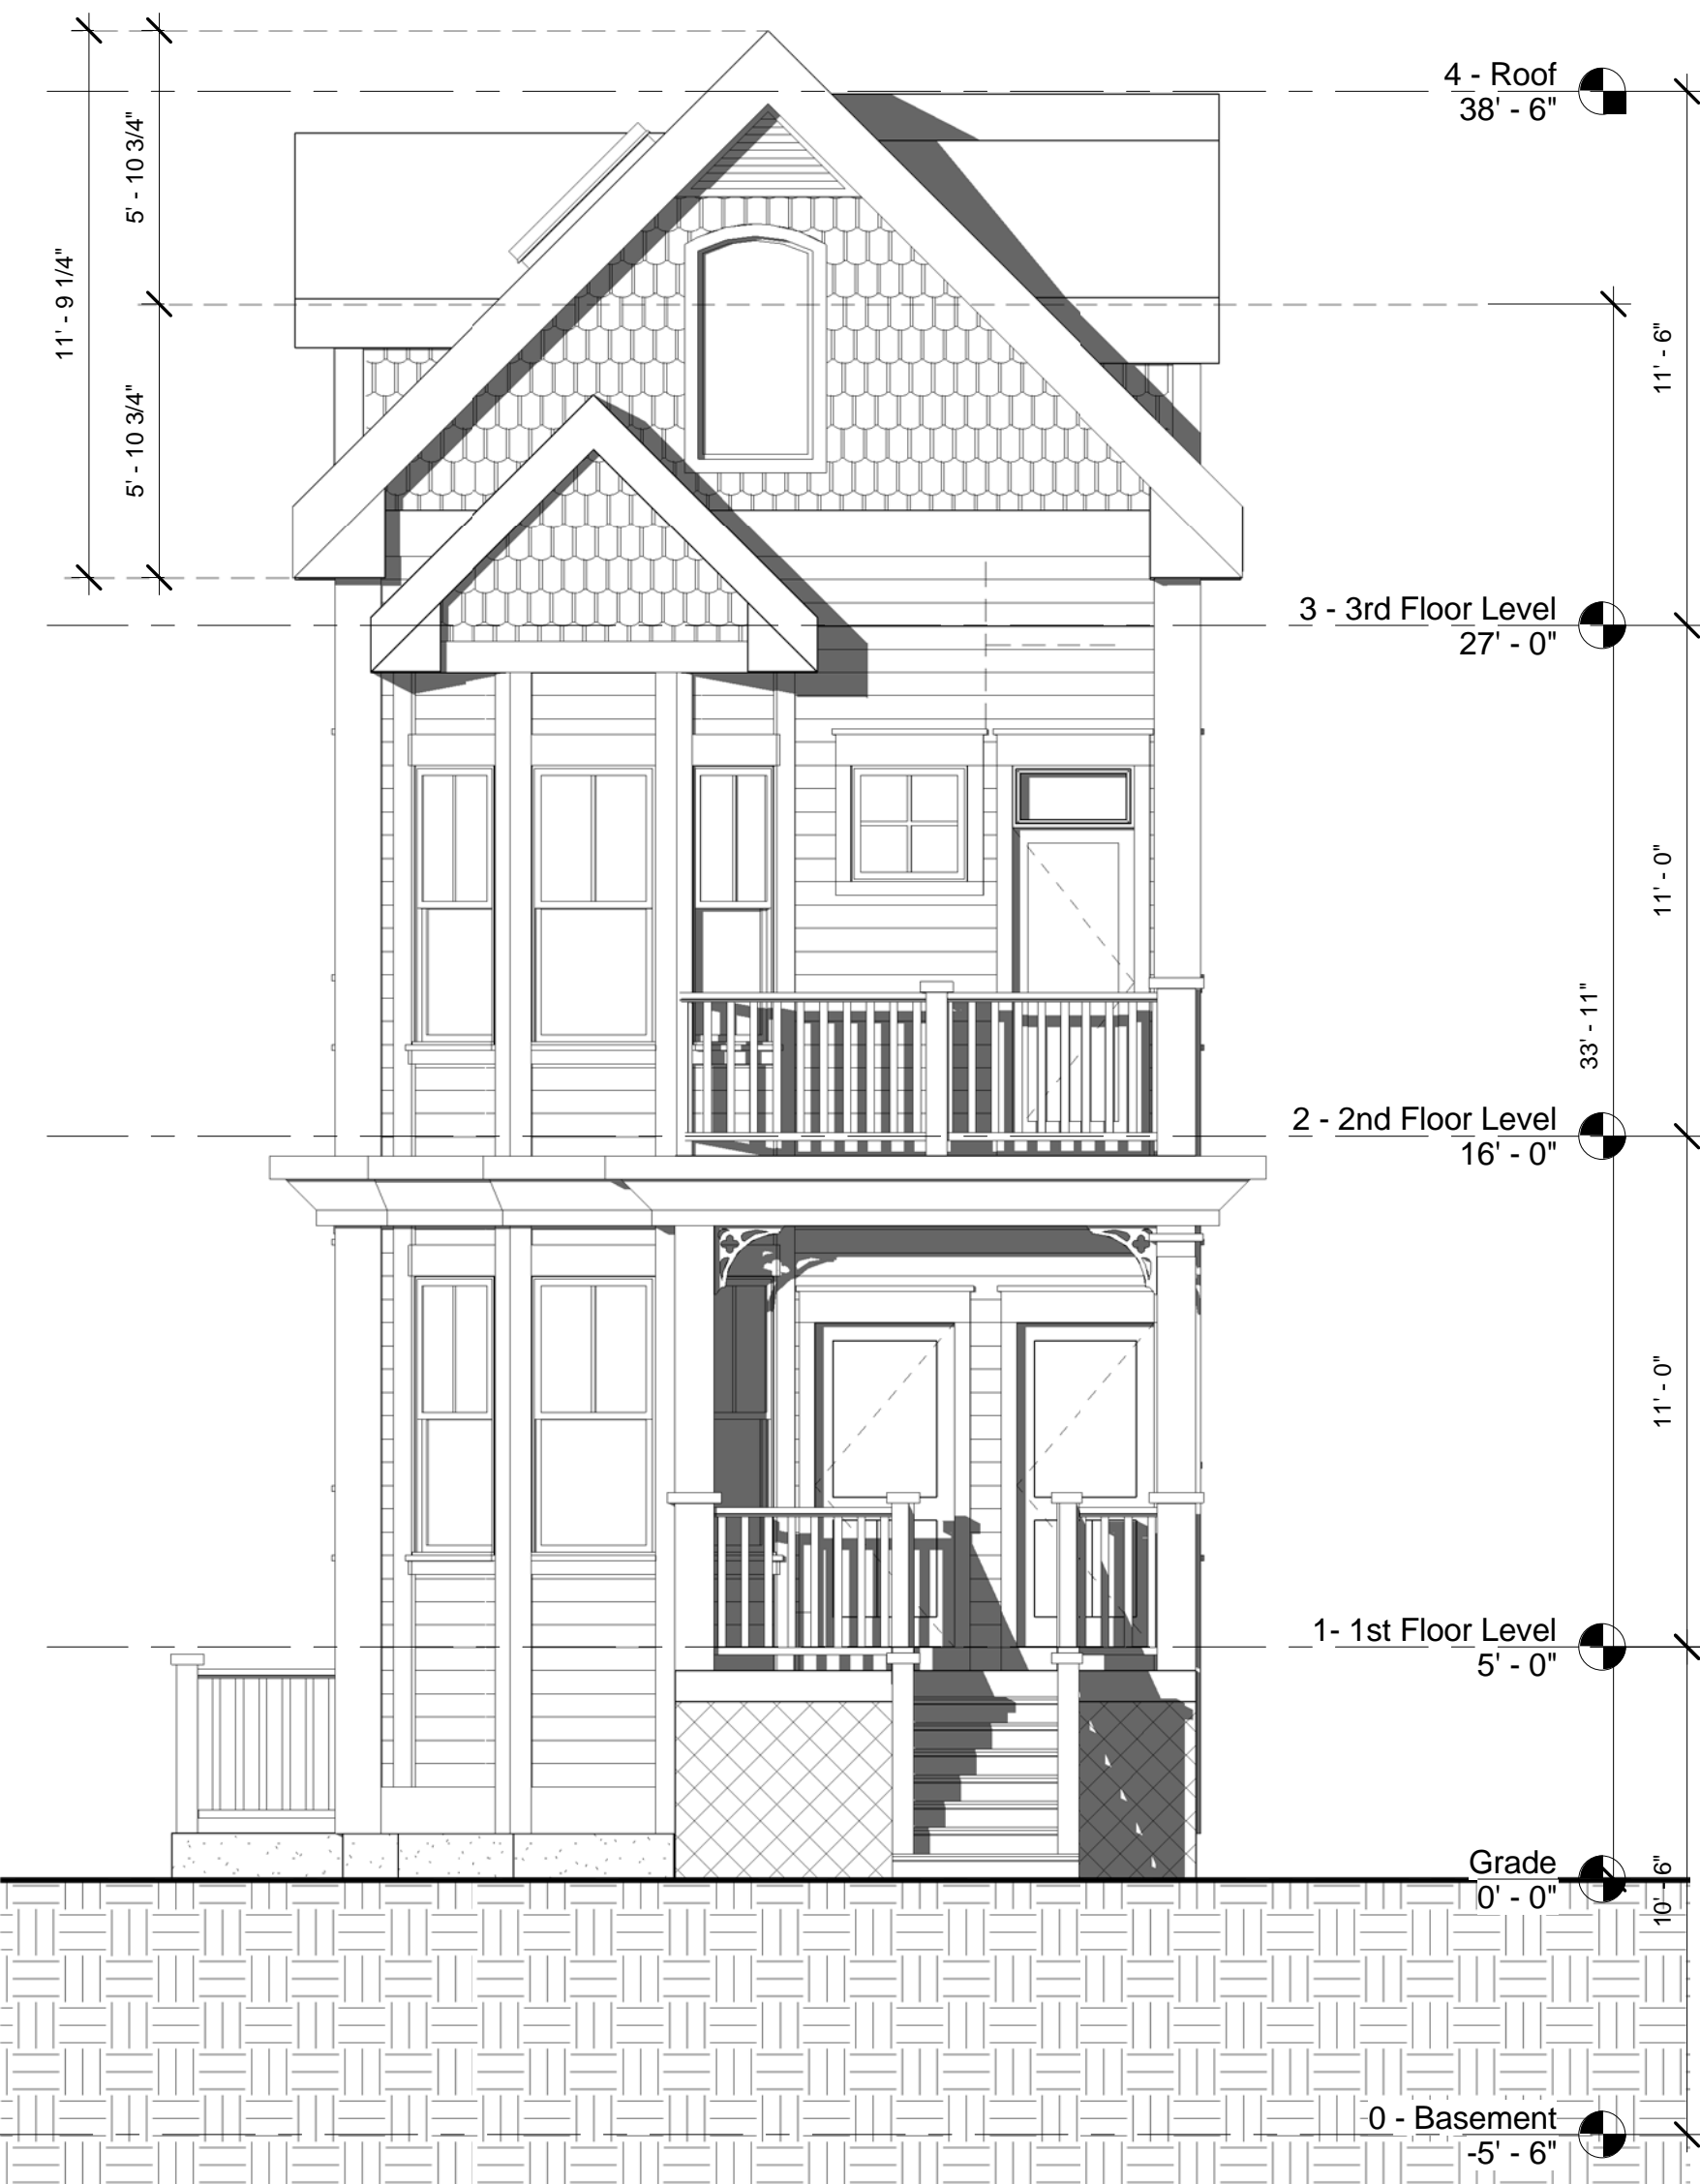 4 - Roof
38' - 6"
5' - 10 3/4"
11' - 9 1/4"
5' - 10 3/4"
11' - 6"
3 - 3rd Floor Level
27' - 0"
11' - 0"
33' - 11"
2 - 2nd Floor Level
16' - 0"
11' - 0"
1- 1st Floor Level
5' - 0"
Grade
0' - 0"
10' - 6"
0 - Basement
-5' - 6"